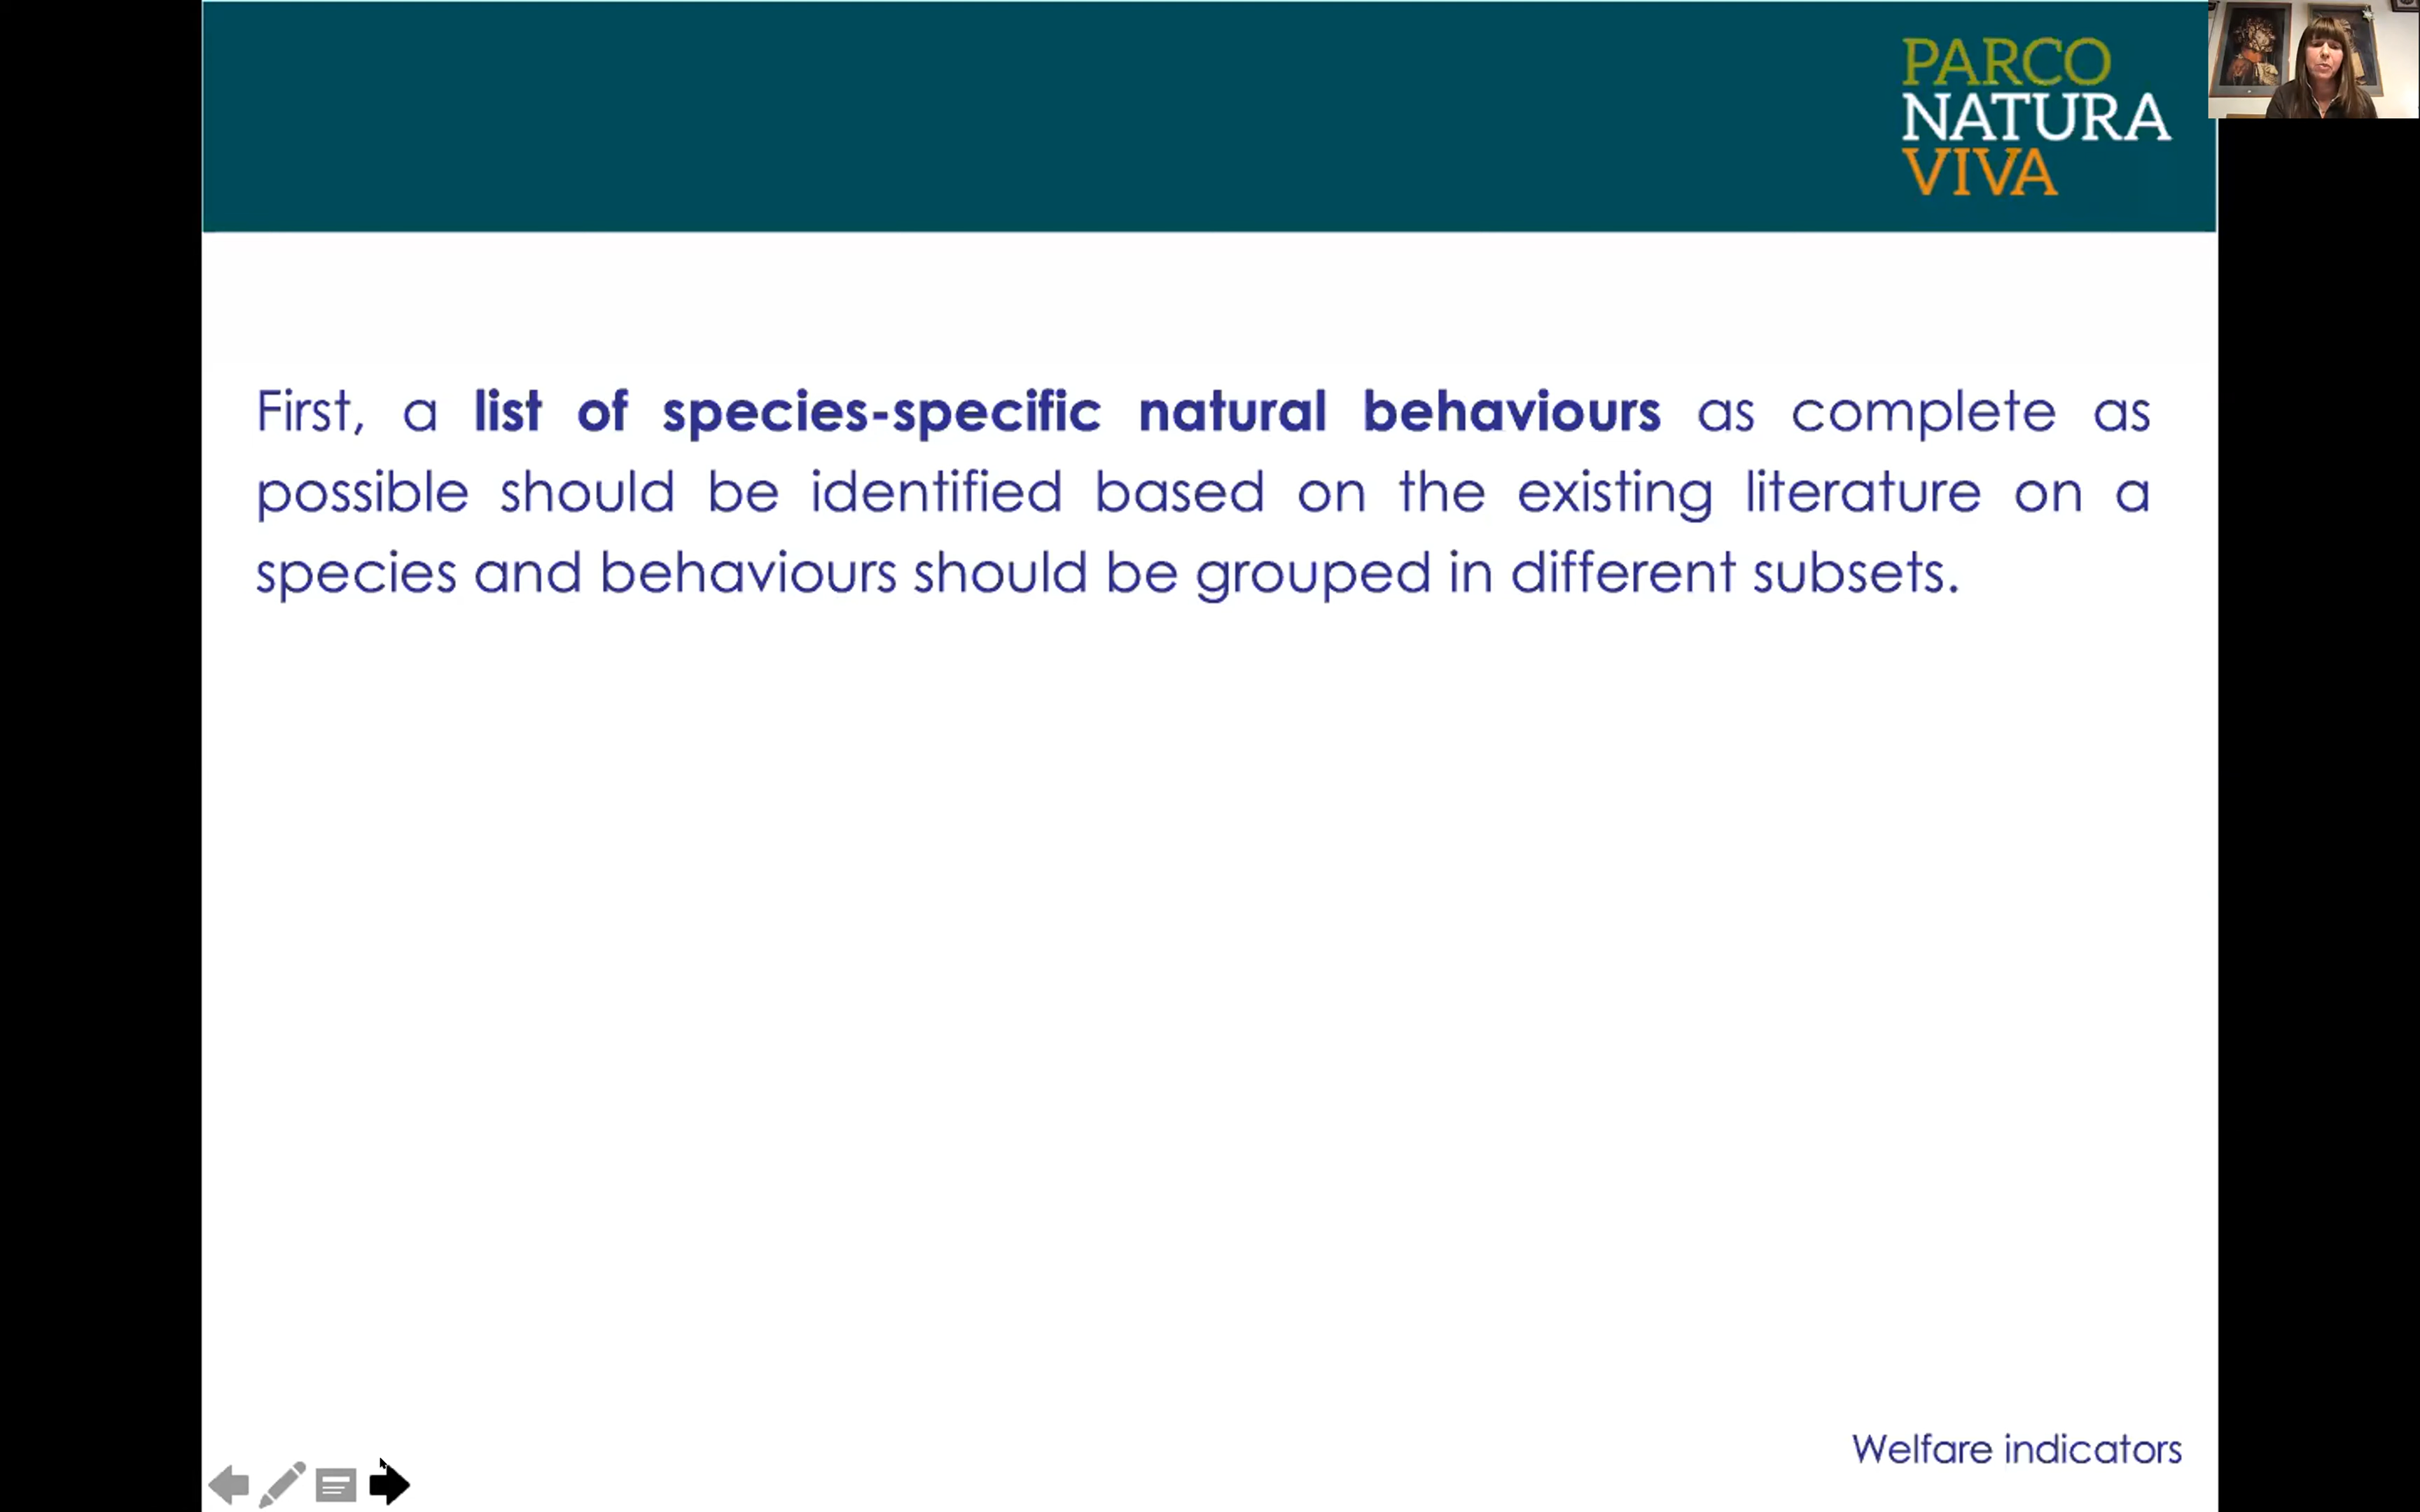 PARCO
NATURA
VIVA
First, a list of species-specific natural behaviours as complete as
possible should be identified based on the existing literature on a
species and behaviours should be grouped in different subsets.
Welfare indicators